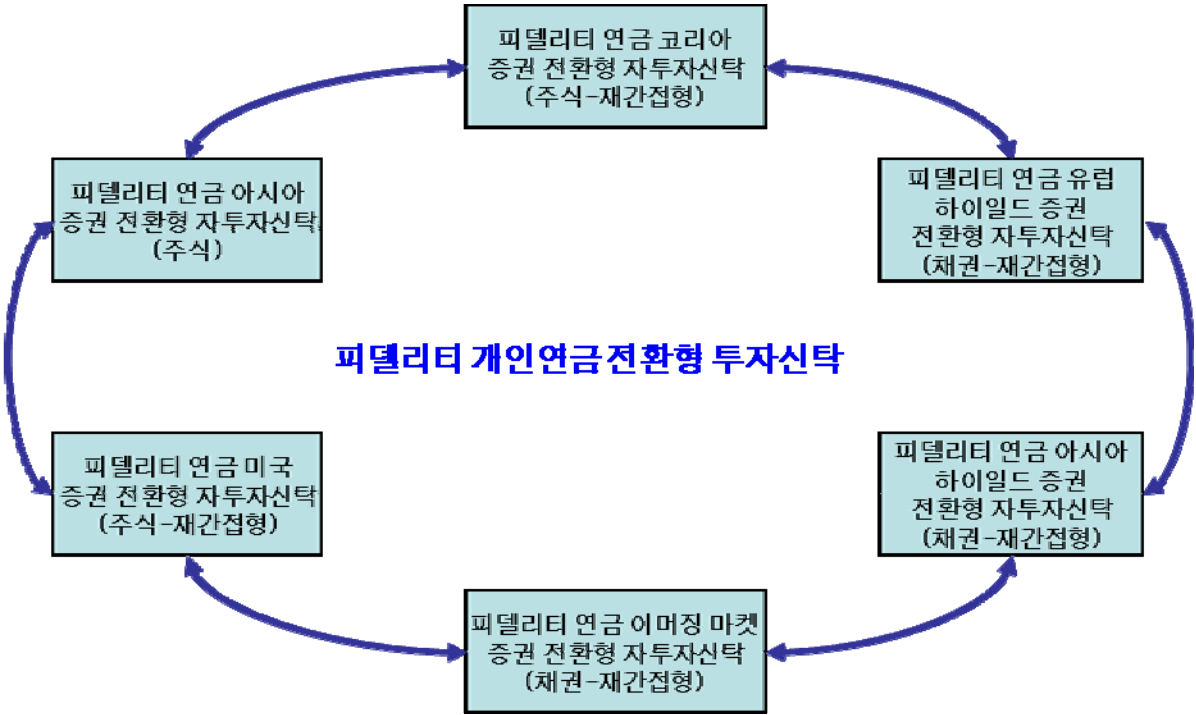 피델리티 연금 코리아
증권 전환형 자투자신탁
(주식-재간접형)
피델리티 연금 아시아
증권 전환형 자투자신탁
(주식)
피델리티 연금 유럽
하이일드 증권
전환형 자투자신탁
(채권-재간접형)
피델리티 개인연금전환형 투자신탁
피델리티 연금 미국
증권 전환형 자투자신탁
(주식-재간접형)
피델리티 연금 아시아
하이일드 증권
전환형 자투자신탁
(채권-재간접형)
피델리티 연금 이머징 마켓
증권 전환형 자투자신탁
(채권-재간접형)